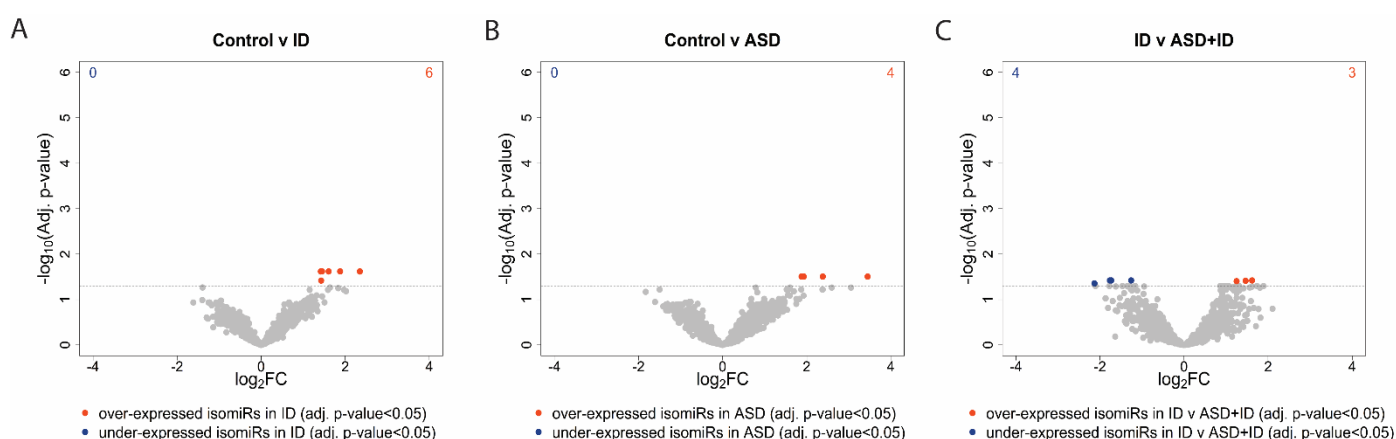 A
Control v ID
0
6
6
5
4
3
2
1
0
-log10(Adj. p-value)
-4
-2
0
2
4
log2FC
over-expressed isomiRs in ID (adj. p-value<0.05)
under-expressed isomiRs in ID (adj. p-value<0.05)
B
Control v ASD
0
4
6
5
4
3
2
1
0
-log10(Adj. p-value)
-4
-2
0
2
4
log2FC
over-expressed isomiRs in ASD (adj. p-value<0.05)
under-expressed isomiRs in ASD (adj. p-value<0.05)
C
ID v ASD+ID
4
3
6
5
4
3
2
1
0
-log10(Adj. p-value)
-4
-2
0
2
4
log2FC
over-expressed isomiRs in ID v ASD+ID (adj. p-value<0.05)
under-expressed isomiRs in ID v ASD+ID (adj. p-value<0.05)